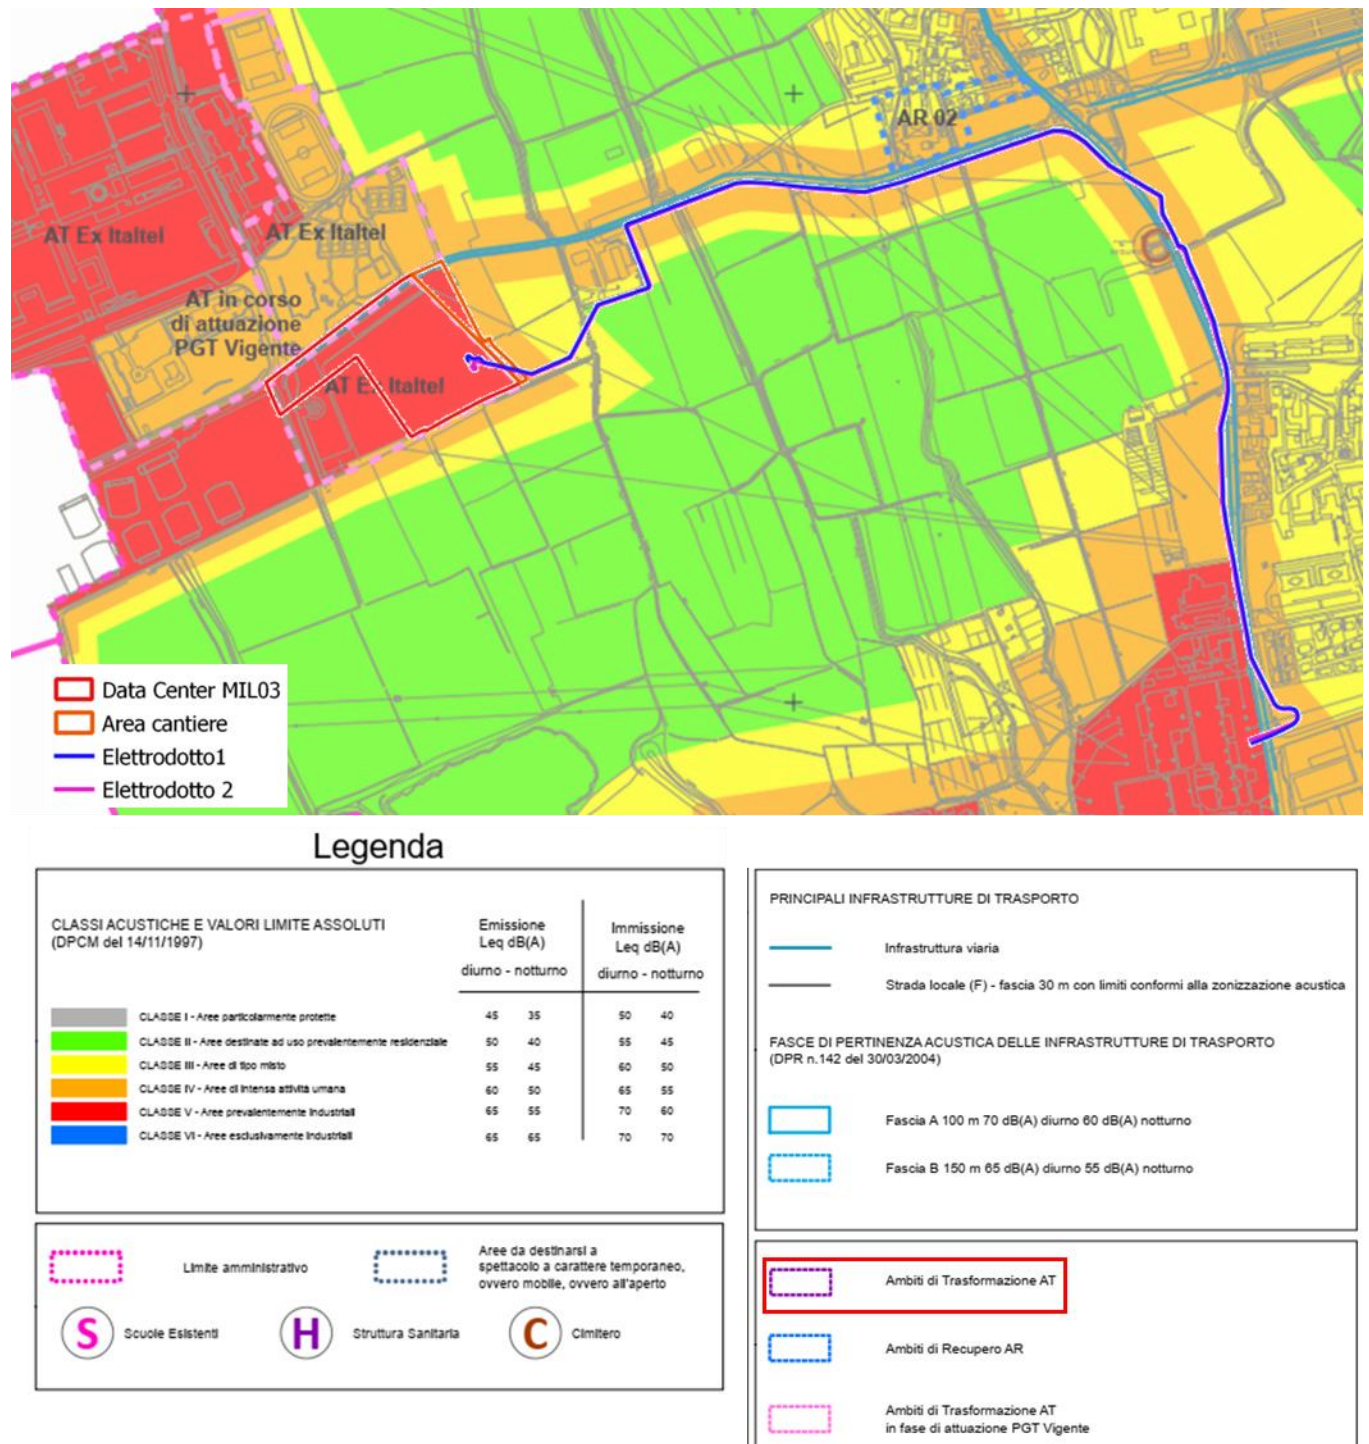 AR 02
AT Ex Italtel
AT Ex Italtel
AT in corso
di attuazione
PGT Vigente
AT Ex Italtel
C
Data Center MIL03
Area cantiere
Elettrodotto1
Elettrodotto 2
Legenda
CLASSI ACUSTICHE E VALORI LIMITE ASSOLUTI
(DPCM del 14/11/1997)
Emissione
Leq dB(A)
diurno - notturno
Immissione
Leq dB(A)
diurno - notturno
CLASSE I - Aree particolarmente protette 45 35 50 40
CLASSE II - Aree destinate ad uso prevalentemente residenziale 50 40 55 45
CLASSE III - Aree di tipo misto 55 45 60 50
CLASSE IV - Aree di intensa attività umana 60 50 65 55
CLASSE V - Aree prevalentemente industriali 65 55 70 60
CLASSE VI - Aree esclusivamente industriali 65 65 70 70
PRINCIPALI INFRASTRUTTURE DI TRASPORTO
Infrastruttura viaria
Strada locale (F) - fascia 30 m con limiti conformi alla zonizzazione acustica
FASCE DI PERTINENZA ACUSTICA DELLE INFRASTRUTTURE DI TRASPORTO
(DPR n.142 del 30/03/2004)
Fascia A 100 m 70 dB(A) diurno 60 dB(A) notturno
Fascia B 150 m 65 dB(A) diurno 55 dB(A) notturno
Limite amministrativo
Aree da destinarsi a
spettacolo a carattere temporaneo,
ovvero mobile, ovvero all'aperto
S Scuole Esistenti
H Struttura Sanitaria
C Cimitero
Ambiti di Trasformazione AT
Ambiti di Recupero AR
Ambiti di Trasformazione AT
in fase di attuazione PGT Vigente